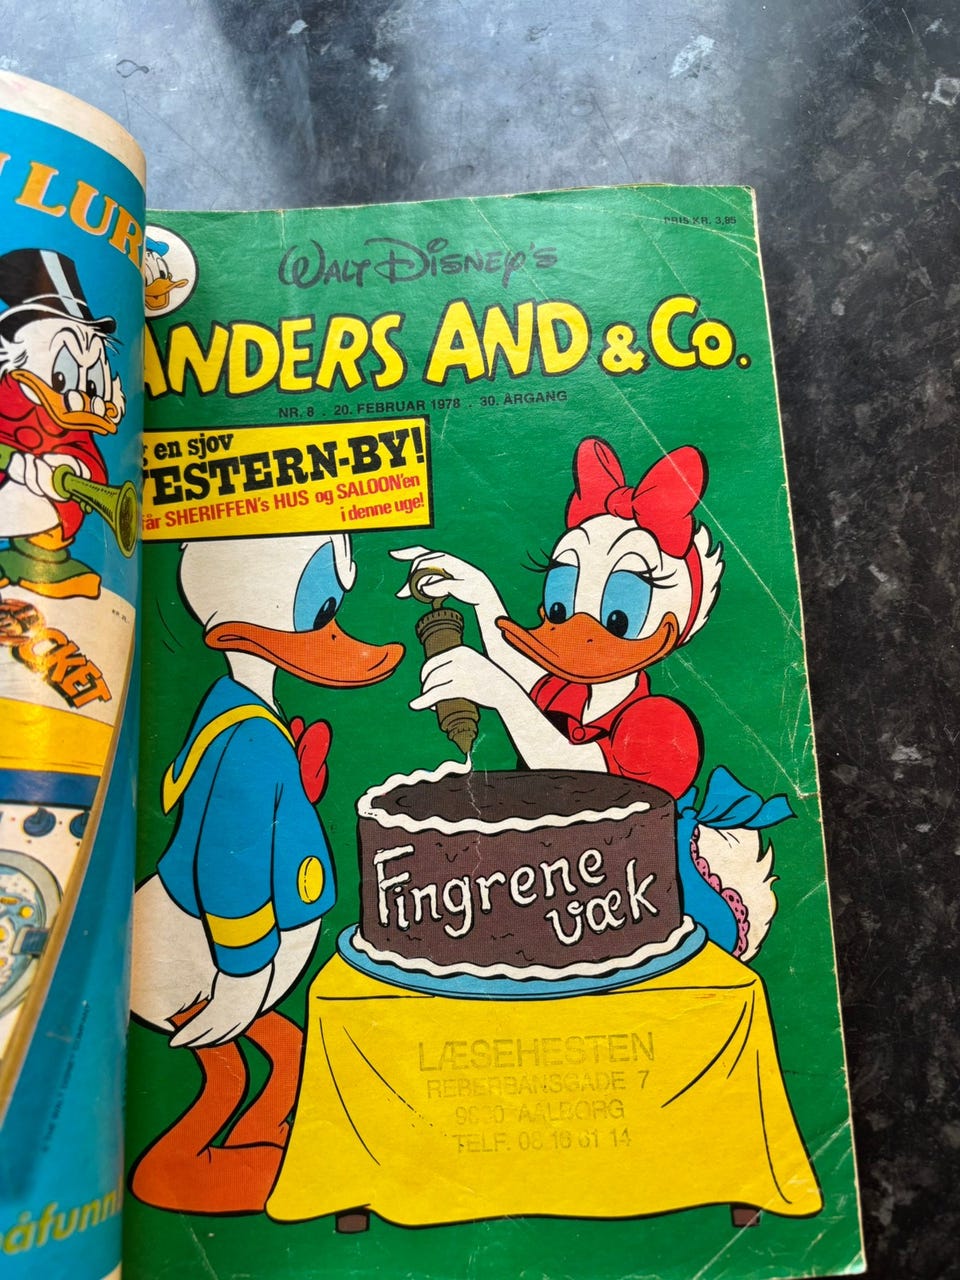 LUR
CKET
PRIS KR. 3,85
WALT DISNEY'S
ANDERS AND & Co.
NR. 8 . 20. FEBRUAR 1978 . 30. ÅRGANG
en sjov
ESTERN-BY!
får SHERIFFEN's HUS og SALOON'en
i denne uge!
Fingrene
væk
LÆSEHESTEN
REBERBANSGADE 7
AALBORG
TELF. 08 16 61 14